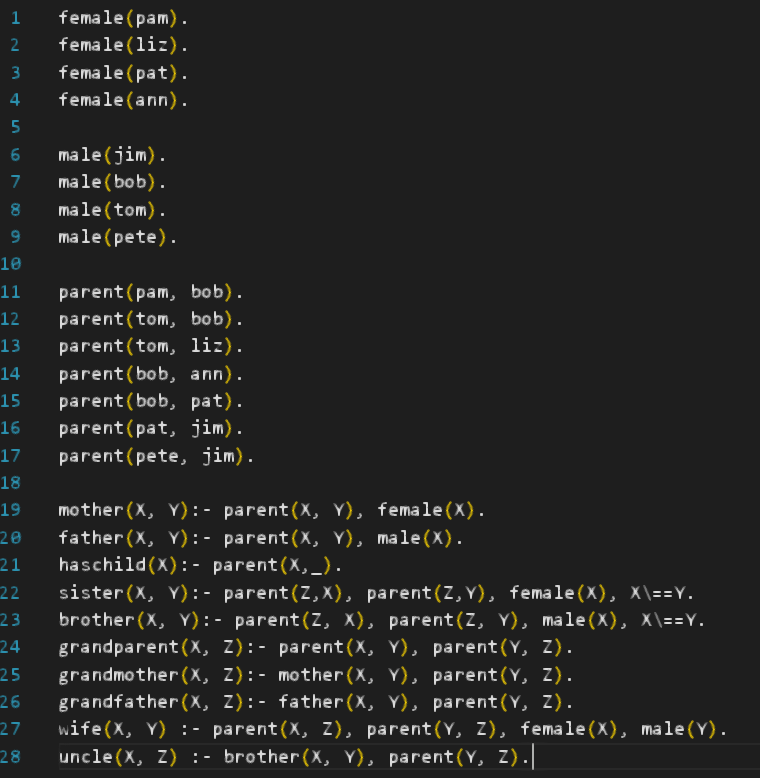 1 female(pam).
2 female(liz).
3 female(pat).
4 female(ann).
5
6 male(jim).
7 male(bob).
8 male(tom).
9 male(pete).
10
11 parent(pam, bob).
12 parent(tom, bob).
13 parent(tom, liz).
14 parent(bob, ann).
15 parent(bob, pat).
16 parent(pat, jim).
17 parent(pete, jim).
18
19 mother(X, Y):- parent(X, Y), female(X).
20 father(X, Y):- parent(X, Y), male(X).
21 haschild(X):- parent(X,_).
22 sister(X, Y):- parent(Z,X), parent(Z,Y), female(X), X\==Y.
23 brother(X, Y):- parent(Z, X), parent(Z, Y), male(X), X\==Y.
24 grandparent(X, Z):- parent(X, Y), parent(Y, Z).
25 grandmother(X, Z):- mother(X, Y), parent(Y, Z).
26 grandfather(X, Z):- father(X, Y), parent(Y, Z).
27 wife(X, Y) :- parent(X, Z), parent(Y, Z), female(X), male(Y).
28 uncle(X, Z) :- brother(X, Y), parent(Y, Z).